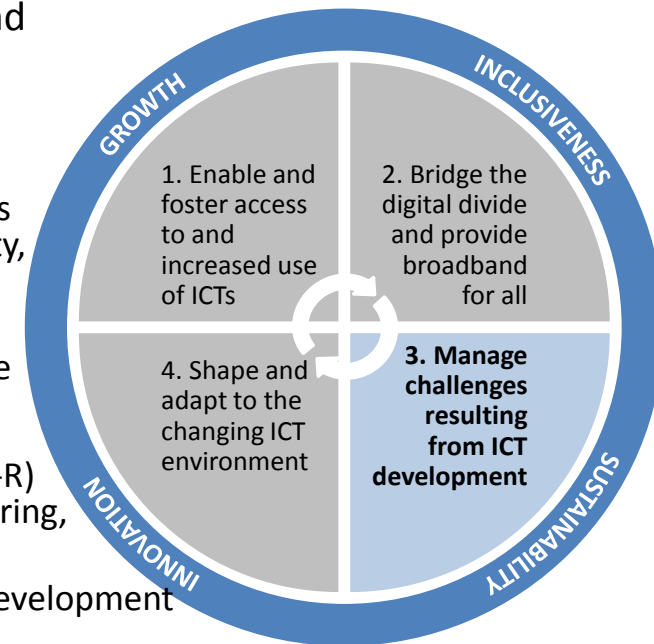 nd
s
ty,
e
-R)
ring,
development
GROWTH
1. Enable and
foster access
to and
increased use
of ICTs
INCLUSIVENESS
2. Bridge the
digital divide
and provide
broadband
for all
3. Manage
challenges
resulting
from ICT
development
SUSTAINABILITY
4. Shape and
adapt to the
changing ICT
environment
INNOVATION